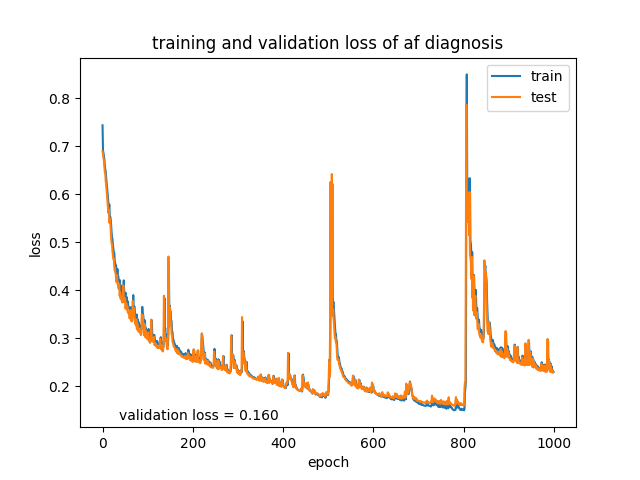 training and validation loss of af diagnosis
train
test
0.8
0.7
0.6
0.5
0.4
0.3
0.2
loss
validation loss = 0.160
0 200 400 600 800 1000
epoch